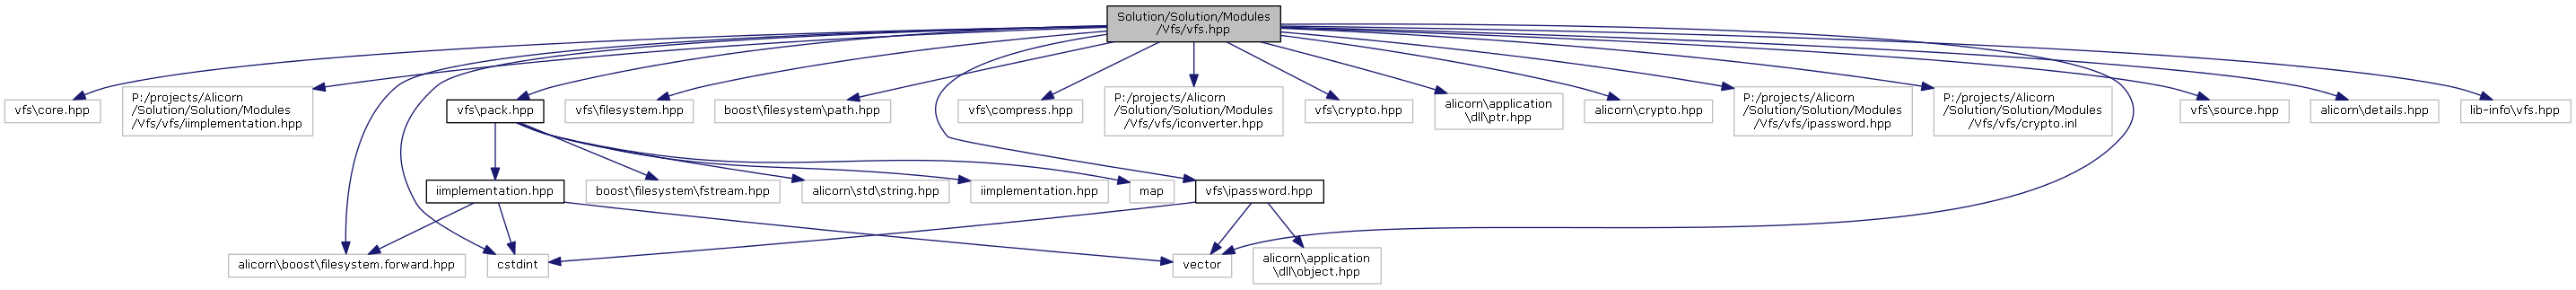 Solution/Solution/Modules
/Vfs/vfs.hpp
vfs\core.hpp
P:/projects/Alicorn
/Solution/Solution/Modules
/Vfs/vfs/iimplementation.hpp
vfs\pack.hpp
vfs\filesystem.hpp
boost\filesystem\path.hpp
vfs\compress.hpp
P:/projects/Alicorn
/Solution/Solution/Modules
/Vfs/vfs/iconverter.hpp
vfs\crypto.hpp
alicorn\application
\dll\ptr.hpp
alicorn\crypto.hpp
P:/projects/Alicorn
/Solution/Solution/Modules
/Vfs/vfs/ipassword.hpp
P:/projects/Alicorn
/Solution/Solution/Modules
/Vfs/vfs/crypto.inl
vfs\source.hpp
alicorn\details.hpp
lib-info\vfs.hpp
iimplementation.hpp
boost\filesystem\fstream.hpp
alicorn\std\string.hpp
iimplementation.hpp
map
vfs\ipassword.hpp
alicorn\boost\filesystem.forward.hpp
cstdint
vector
alicorn\application
\dll\object.hpp